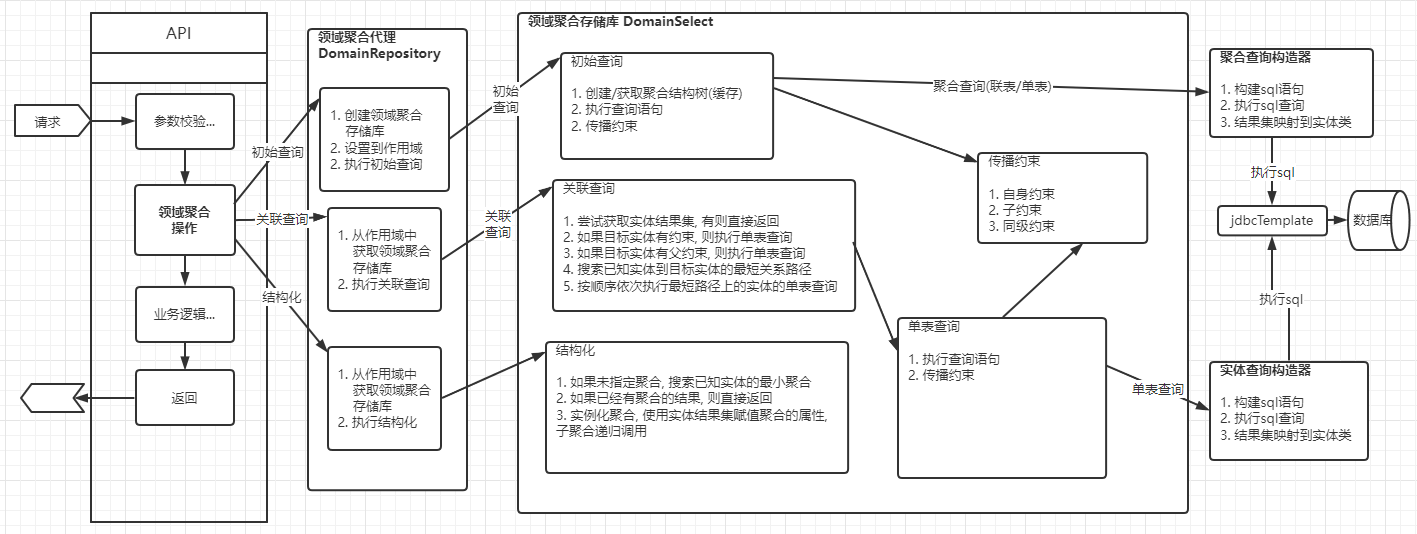 API
请求
参数校验...
领域聚合
操作
业务逻辑...
返回
初始查询
关联查询
结构化
领域聚合代理
DomainRepository
1. 创建领域聚合
存储库
2. 设置到作用域
2. 执行初始查询
1. 从作用域中
获取领域聚合
存储库
2. 执行关联查询
1. 从作用域中
获取领域聚合
存储库
2. 执行结构化
初始
查询
关联
查询
领域聚合存储库 DomainSelect
初始查询
1. 创建/获取聚合结构树(缓存)
2. 执行查询语句
2. 传播约束
关联查询
1. 尝试获取实体结果集, 有则直接返回
2. 如果目标实体有约束, 则执行单表查询
3. 如果目标实体有父约束, 则执行单表查询
4. 搜索已知实体到目标实体的最短关系路径
5. 按顺序依次执行最短路径上的实体的单表查询
结构化
1. 如果未指定聚合, 搜索已知实体的最小聚合
2. 如果已经有聚合的结果, 则直接返回
3. 实例化聚合, 使用实体结果集赋值聚合的属性,
子聚合递归调用
传播约束
1. 自身约束
2. 子约束
3. 同级约束
单表查询
1. 执行查询语句
2. 传播约束
聚合查询(联表/单表)
单表查询
聚合查询构造器
1. 构建sql语句
2. 执行sql查询
3. 结果集映射到实体类
执行sql
jdbcTemplate
数据库
执行sql
实体查询构造器
1. 构建sql语句
2. 执行sql查询
3. 结果集映射到实体类